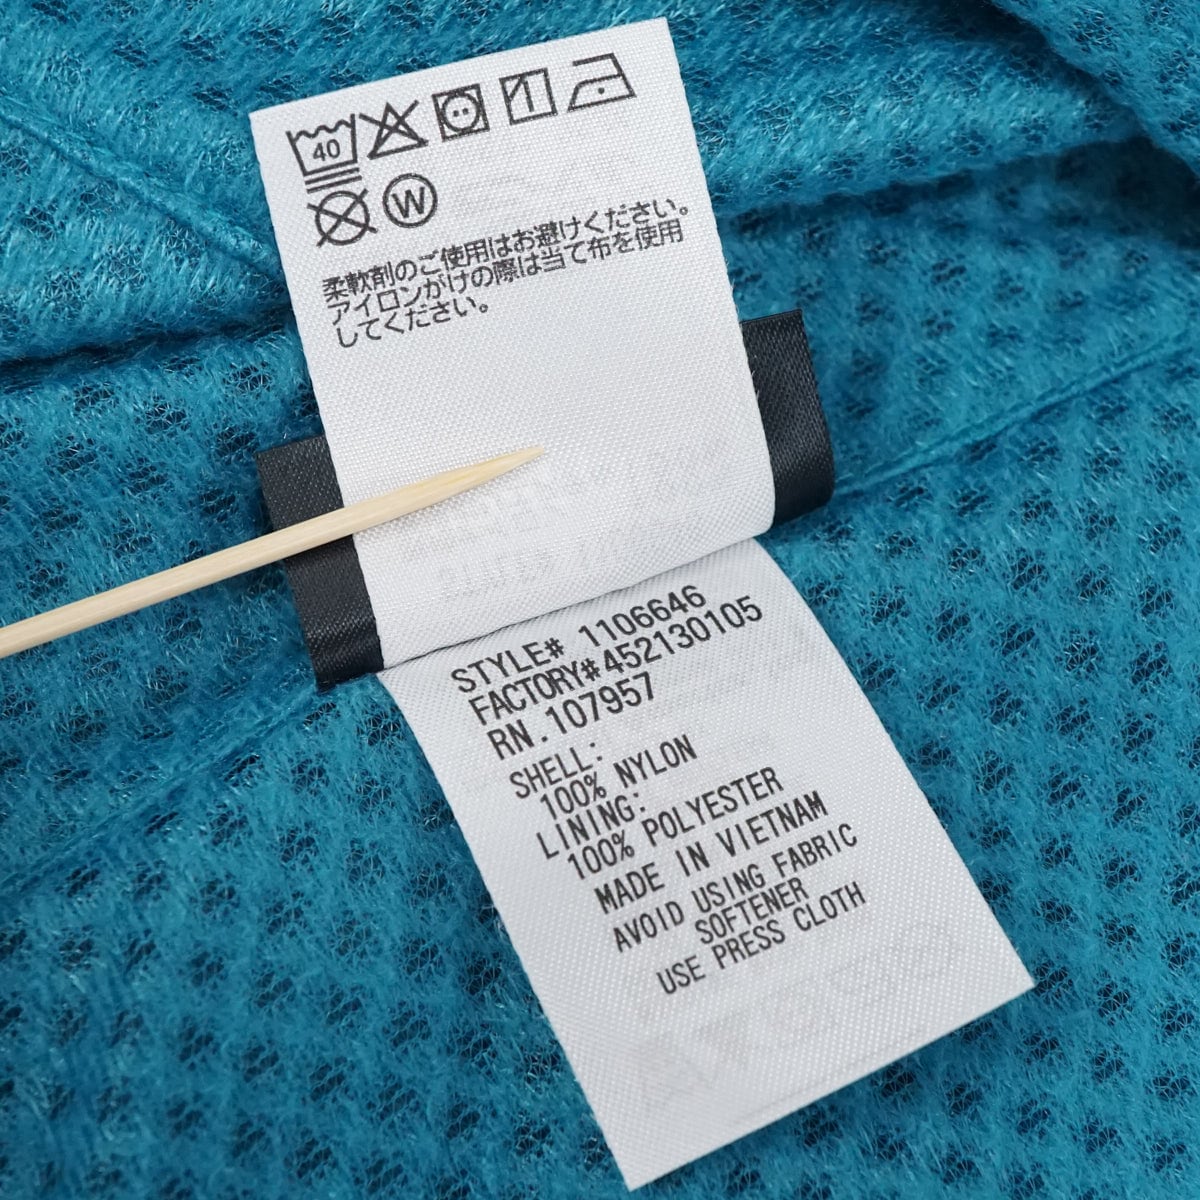 40
W
柔軟剤のご使用はお避けください。
アイロンがけの際は当て布を使用
してください。
STYLE# 1106646
FACTORY#452130105
RN.107957
SHELL:
100% NYLON
LINING:
100% POLYESTER
MADE IN VIETNAM
AVOID USING FABRIC
SOFTENER
USE PRESS CLOTH